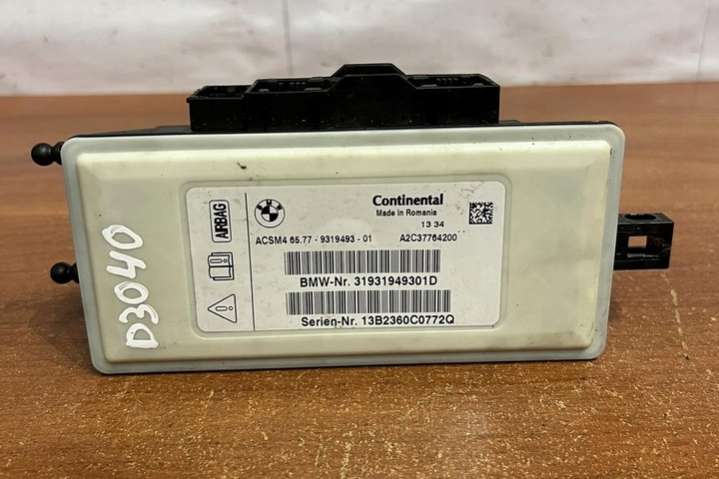 D3040
AIRBAG
BMW
Continental
Made in Romania
13 34
ACSM4 65.77 - 9319493 - 01 A2C37764200
BMW-Nr. 31931949301D
Serien-Nr. 13B2360C0772Q